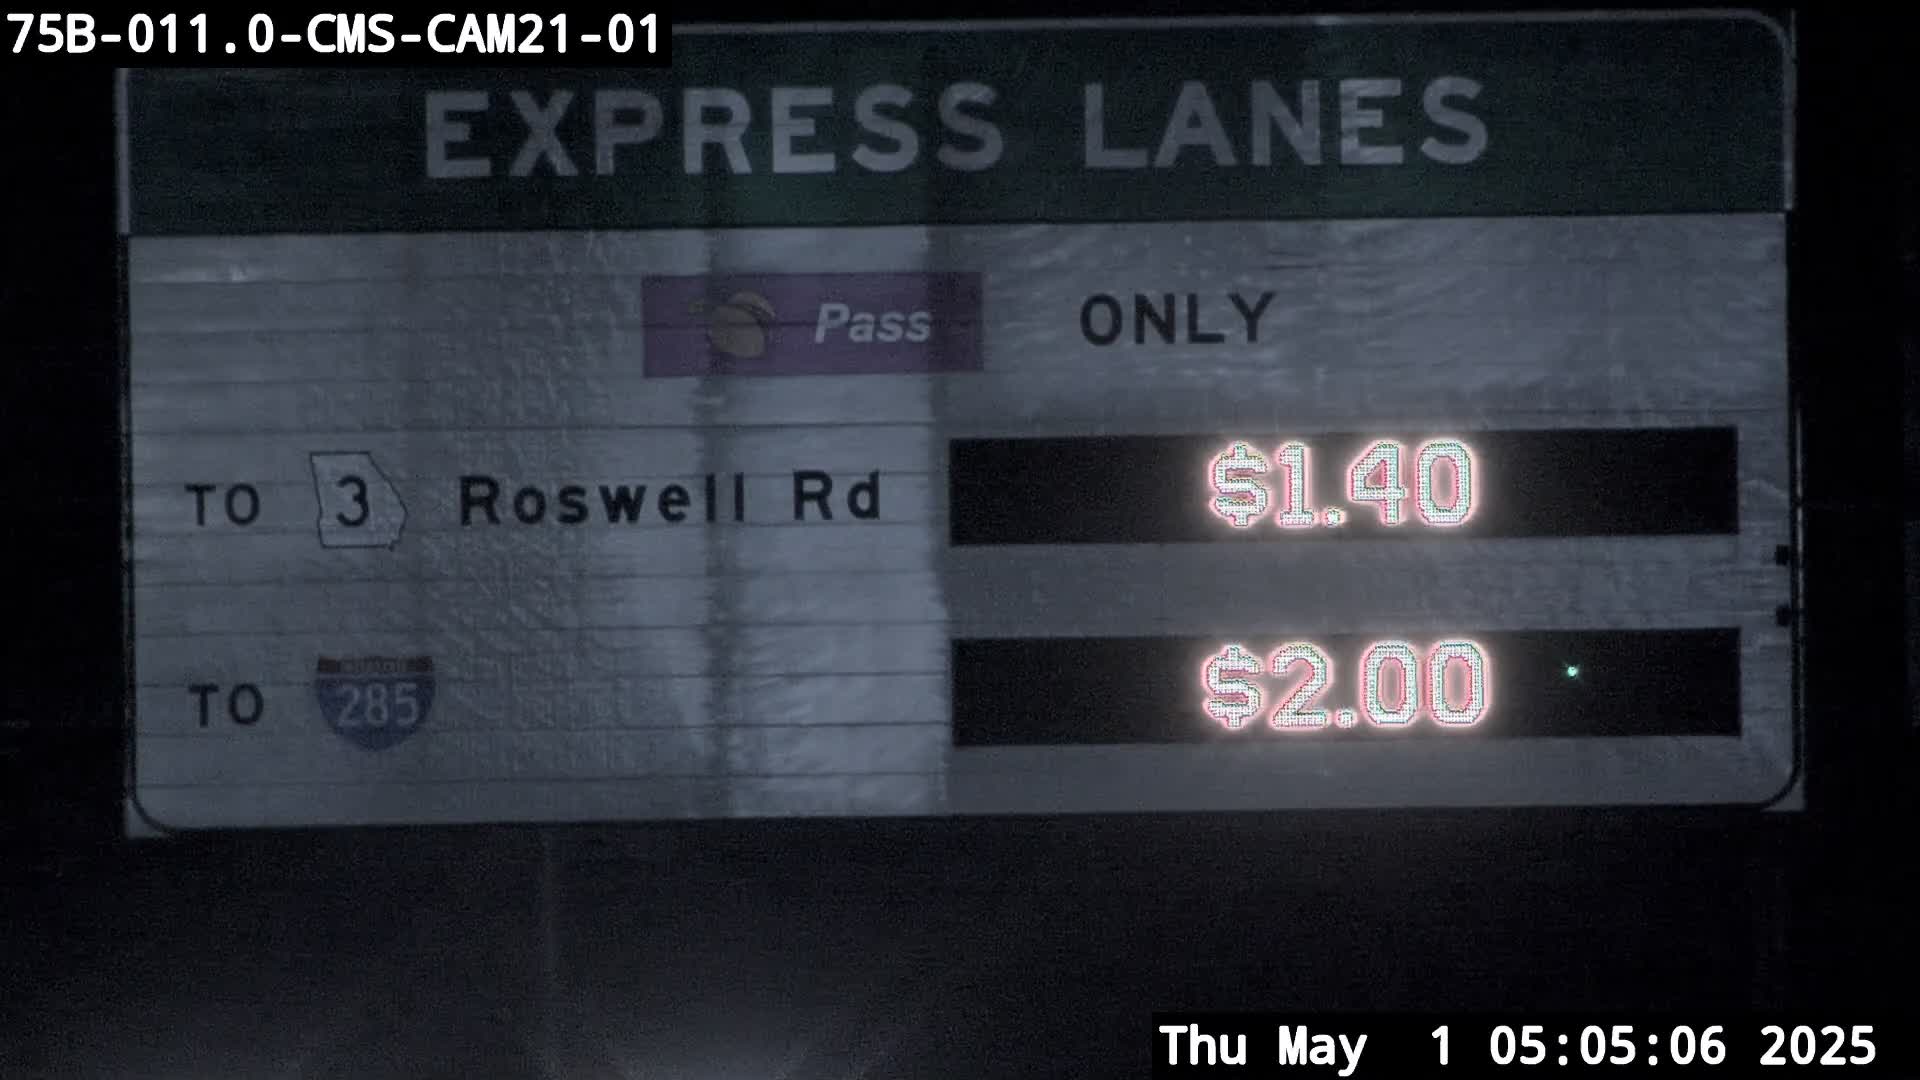 75B-011.0-CMS-CAM21-01
EXPRESS LANES
Pass ONLY
TO 3 Roswell Rd $1.40
TO 285 $2.00
Thu May 1 05:05:06 2025